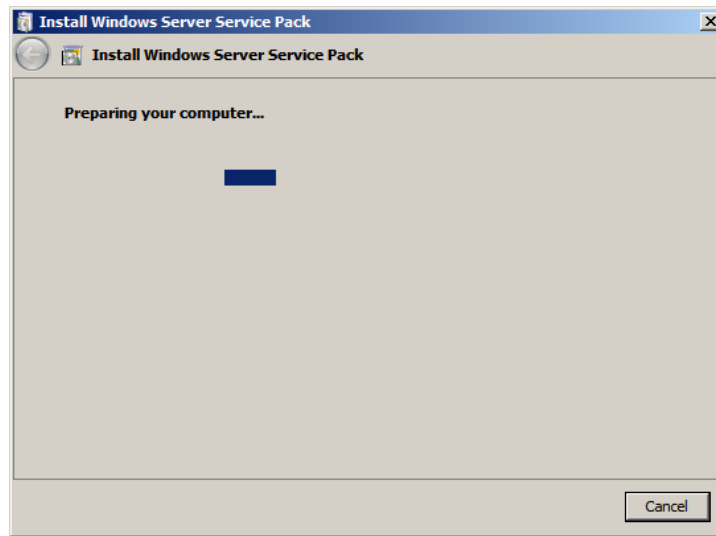 Install Windows Server Service Pack
Install Windows Server Service Pack
Preparing your computer...
Cancel